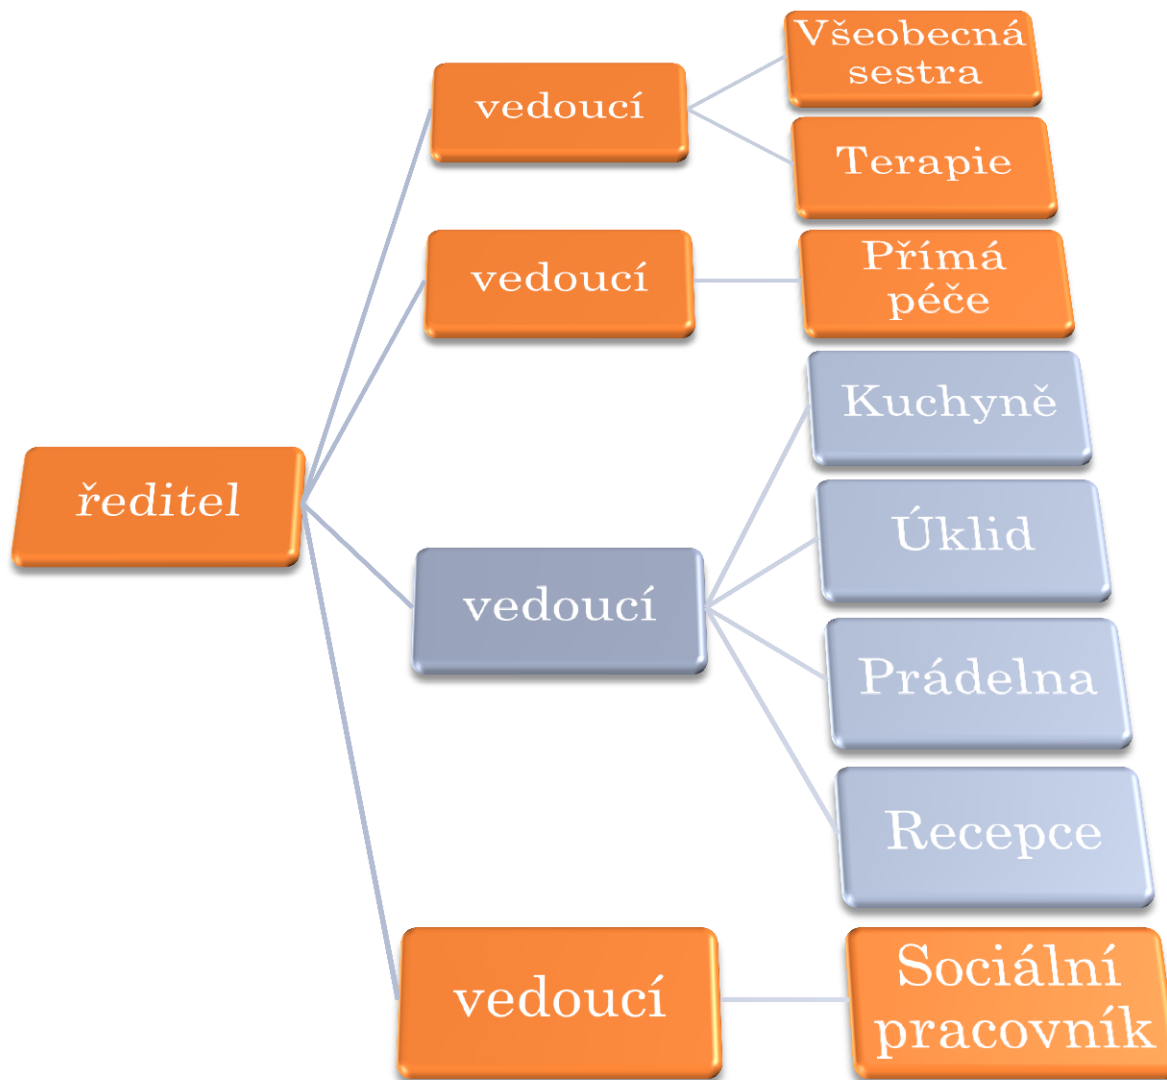 Všeobecná
sestra
vedoucí
Terapie
vedoucí
Přímá
péče
Kuchyně
ředitel
Úklid
vedoucí
Prádelna
Recepce
vedoucí
Sociální
pracovník